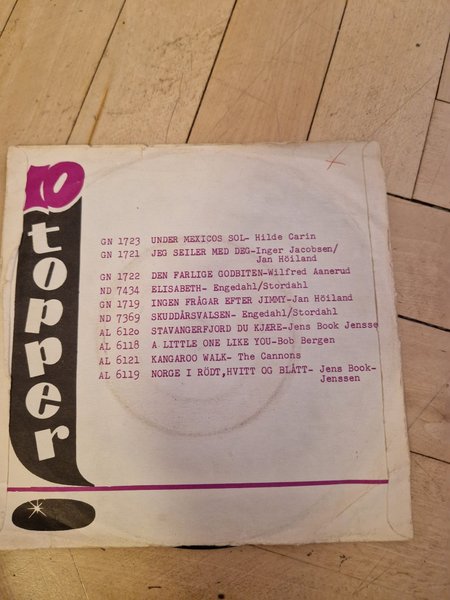 10
topper
GN 1723 UNDER MEXICOS SOL- Hilde Carin
GN 1721 JEG SEILER MED DEG-Inger Jacobsen/
Jan Höiland
GN 1722 DEN FARLIGE GODBITEN-Wilfred Aanerud
ND 7434 ELISABETH- Engedahl/Stordahl
GN 1719 INGEN FRÅGAR EFTER JIMMY-Jan Höiland
ND 7369 SKUDDÅRSVALSEN- Engedahl/Stordahl
AL 612o STAVANGERFJORD DU KJÆRE-Jens Book Jensse
AL 6118 A LITTLE ONE LIKE YOU-Bob Bergen
AL 6121 KANGAROO WALK- The Cannons
AL 6119 NORGE I RÖDT,HVITT OG BLÅTT- Jens Book-
Jenssen